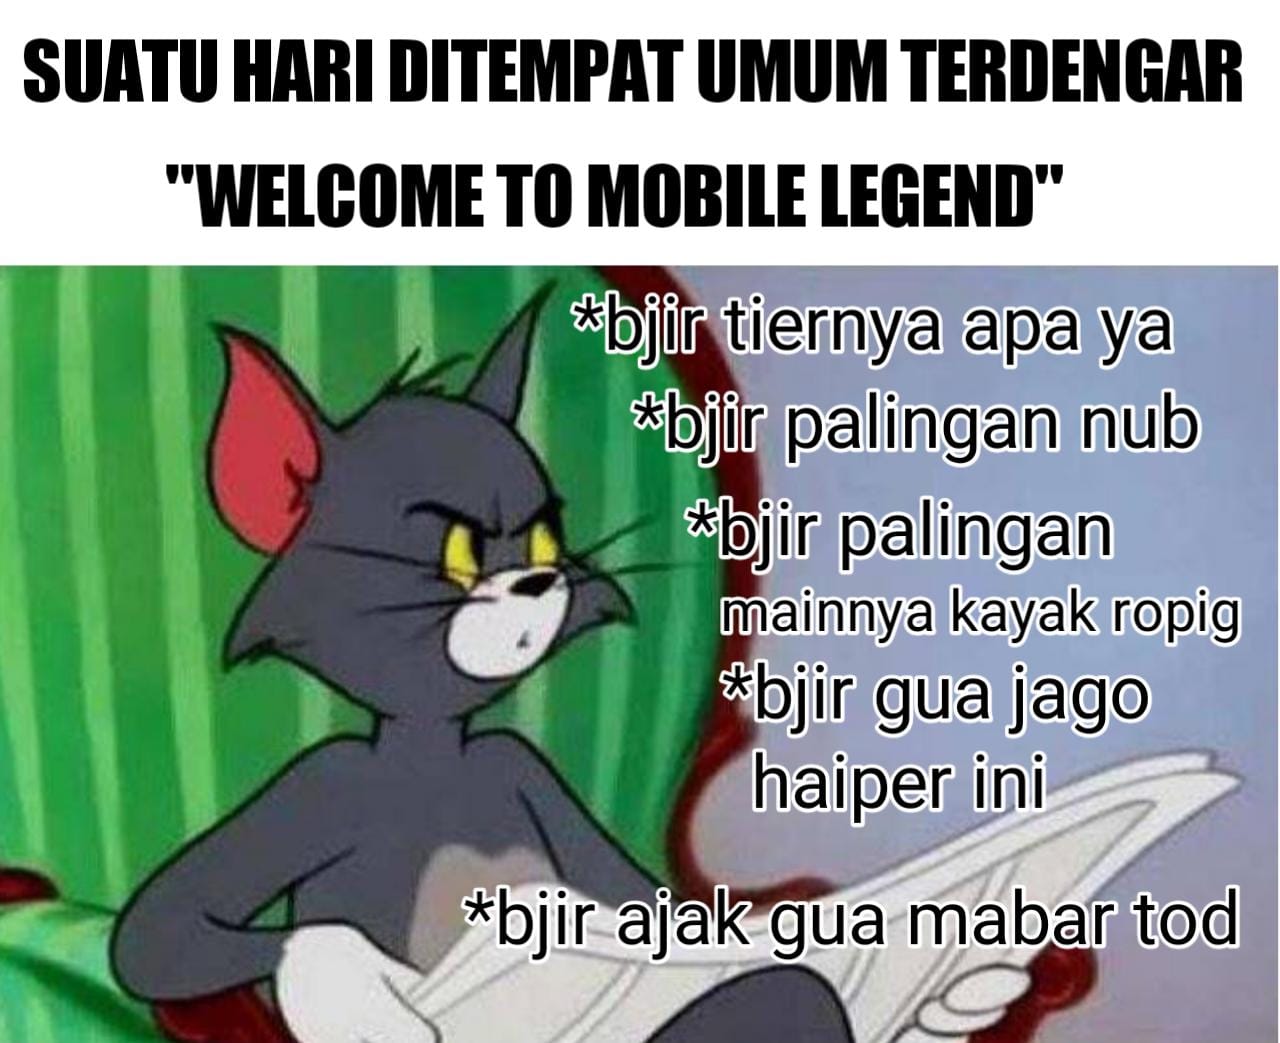 SUATU HARI DITEMPAT UMUM TERDENGAR
"WELCOME TO MOBILE LEGEND"
*bjir tiernya apa ya
*bjir palingan nub
*bjir palingan
mainnya kayak ropig
*bjir gua jago
haiper ini
*bjir ajak gua mabar tod